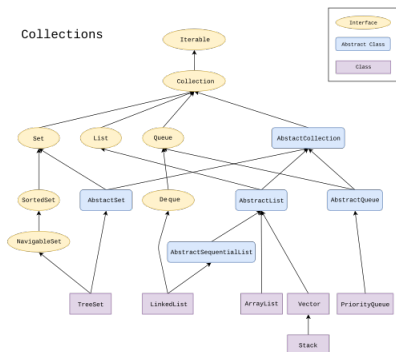 Collections
Interface
Abstract Class
Class
Iterable
Collection
Set
List
Queue
AbstactCollection
SortedSet
AbstactSet
Deque
AbstractList
AbstractQueue
NavigableSet
AbstractSequentialList
TreeSet
LinkedList
ArrayList
Vector
PriorityQueue
Stack